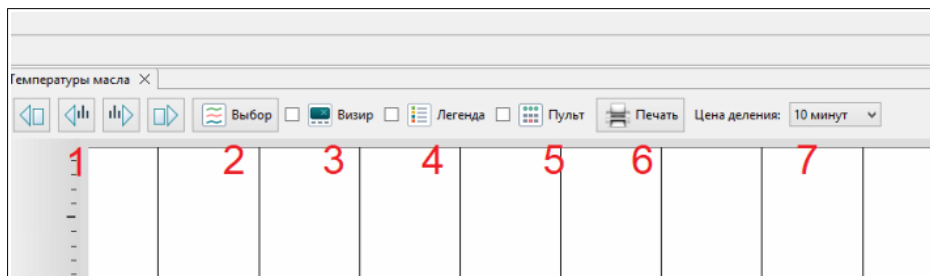 Температуры масла
Выбор Визир Легенда Пульт Печать Цена деления: 10 минут
1 2 3 4 5 6 7